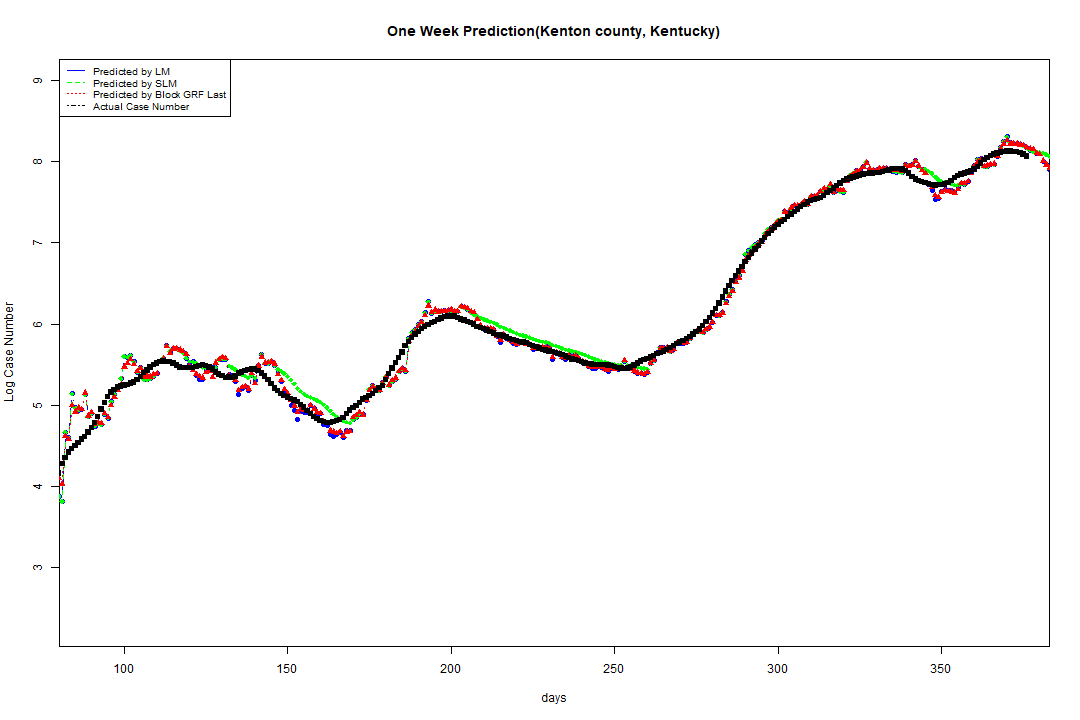 One Week Prediction(Kenton county, Kentucky)
Predicted by LM
Predicted by SLM
Predicted by Block GRF Last
Actual Case Number
Log Case Number
9
8
7
6
5
4
3
100 150 200 250 300 350
days